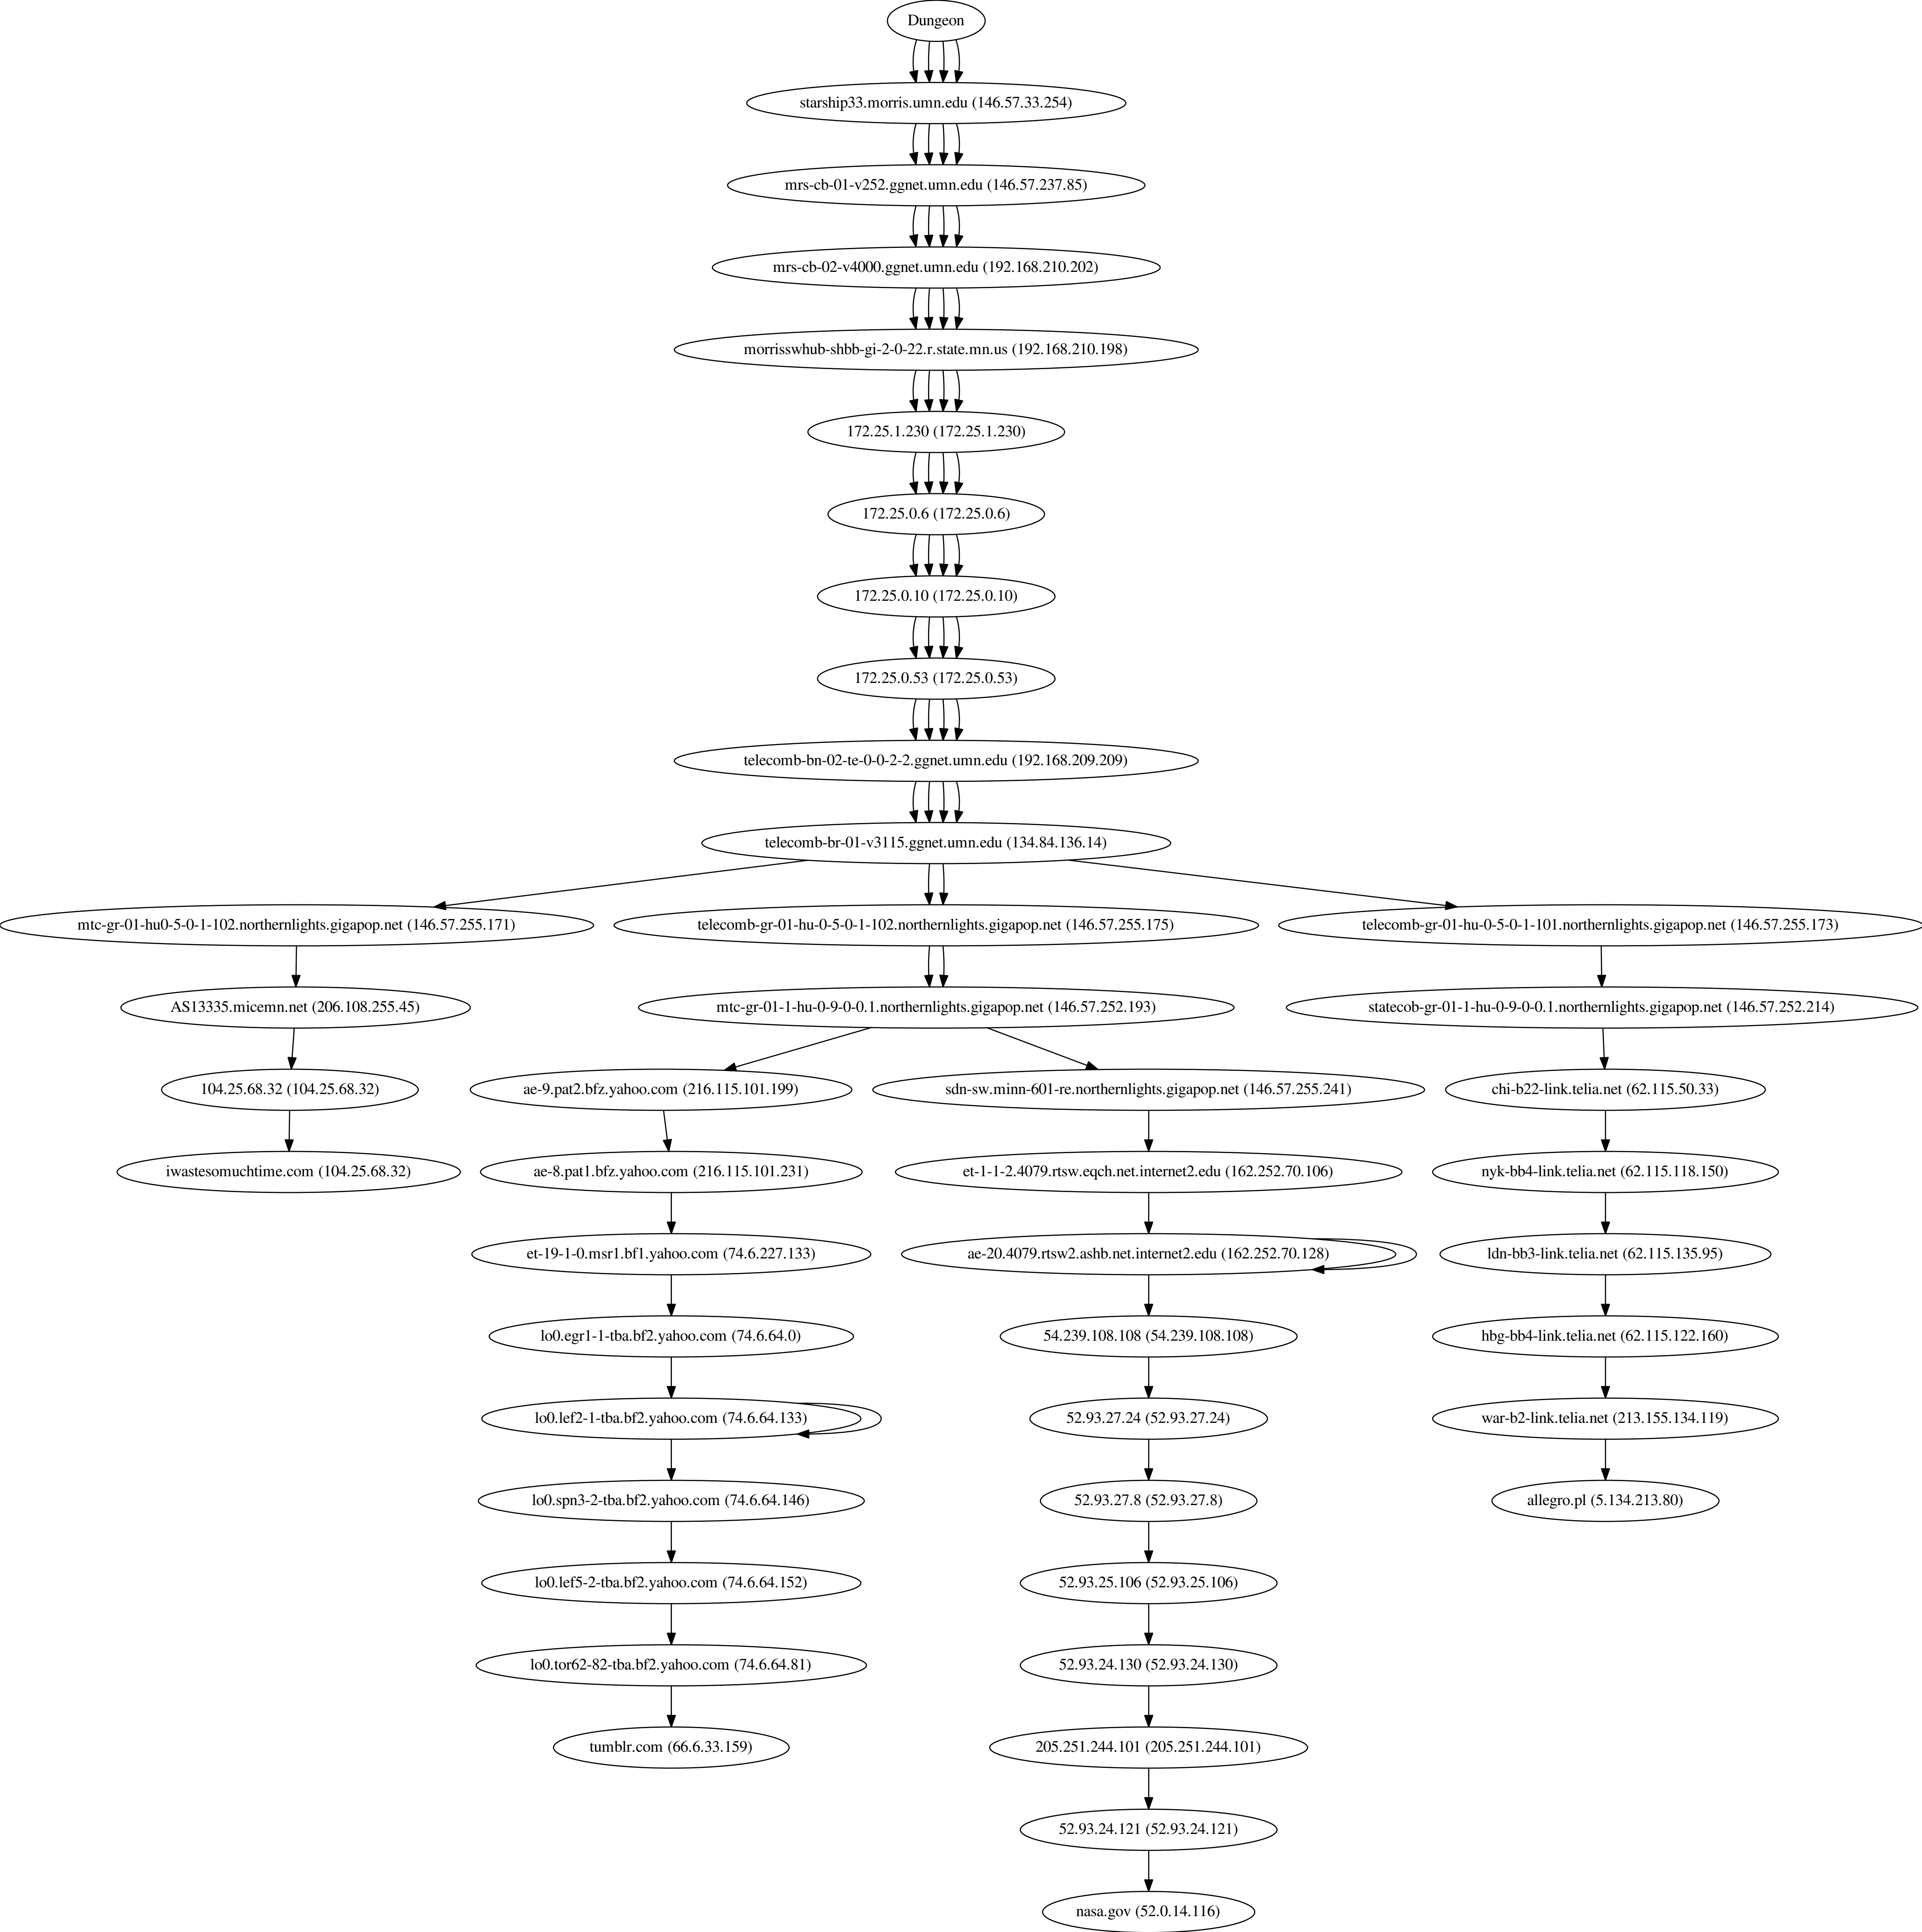 Dungeon
starship33.morris.umn.edu (146.57.33.254)
mrs-cb-01-v252.ggnet.umn.edu (146.57.237.85)
mrs-cb-02-v4000.ggnet.umn.edu (192.168.210.202)
morrisswhub-shbb-gi-2-0-22.r.state.mn.us (192.168.210.198)
172.25.1.230 (172.25.1.230)
172.25.0.6 (172.25.0.6)
172.25.0.10 (172.25.0.10)
172.25.0.53 (172.25.0.53)
telecomb-bn-02-te-0-0-2-2.ggnet.umn.edu (192.168.209.209)
telecomb-br-01-v3115.ggnet.umn.edu (134.84.136.14)
mtc-gr-01-hu0-5-0-1-102.northernlights.gigapop.net (146.57.255.171)
telecomb-gr-01-hu-0-5-0-1-102.northernlights.gigapop.net (146.57.255.175)
telecomb-gr-01-hu-0-5-0-1-101.northernlights.gigapop.net (146.57.255.173)
AS13335.micemn.net (206.108.255.45)
mtc-gr-01-1-hu-0-9-0-0.1.northernlights.gigapop.net (146.57.252.193)
statecob-gr-01-1-hu-0-9-0-0.1.northernlights.gigapop.net (146.57.252.214)
104.25.68.32 (104.25.68.32)
ae-9.pat2.bfz.yahoo.com (216.115.101.199)
sdn-sw.minn-601-re.northernlights.gigapop.net (146.57.255.241)
chi-b22-link.telia.net (62.115.50.33)
iwastesomuchtime.com (104.25.68.32)
ae-8.pat1.bfz.yahoo.com (216.115.101.231)
et-1-1-2.4079.rtsw.eqch.net.internet2.edu (162.252.70.106)
nyk-bb4-link.telia.net (62.115.118.150)
et-19-1-0.msr1.bf1.yahoo.com (74.6.227.133)
ae-20.4079.rtsw2.ashb.net.internet2.edu (162.252.70.128)
ldn-bb3-link.telia.net (62.115.135.95)
lo0.egr1-1-tba.bf2.yahoo.com (74.6.64.0)
54.239.108.108 (54.239.108.108)
hbg-bb4-link.telia.net (62.115.122.160)
lo0.lef2-1-tba.bf2.yahoo.com (74.6.64.133)
52.93.27.24 (52.93.27.24)
war-b2-link.telia.net (213.155.134.119)
lo0.spn3-2-tba.bf2.yahoo.com (74.6.64.146)
52.93.27.8 (52.93.27.8)
allegro.pl (5.134.213.80)
lo0.lef5-2-tba.bf2.yahoo.com (74.6.64.152)
52.93.25.106 (52.93.25.106)
lo0.tor62-82-tba.bf2.yahoo.com (74.6.64.81)
52.93.24.130 (52.93.24.130)
tumblr.com (66.6.33.159)
205.251.244.101 (205.251.244.101)
52.93.24.121 (52.93.24.121)
nasa.gov (52.0.14.116)